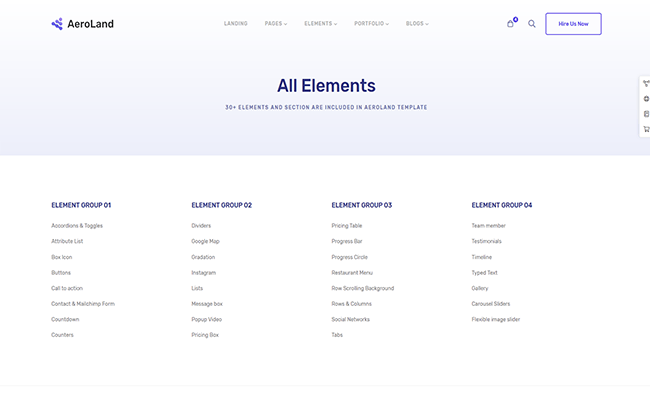 AeroLand
LANDING PAGES ELEMENTS PORTFOLIO BLOGS
Hire Us Now
All Elements
30+ ELEMENTS AND SECTION ARE INCLUDED IN AEROLAND TEMPLATE
ELEMENT GROUP 01
Accordions & Toggles
Attribute List
Box Icon
Buttons
Call to action
Contact & Mailchimp Form
Countdown
Counters
ELEMENT GROUP 02
Dividers
Google Map
Gradation
Instagram
Lists
Message box
Popup Video
Pricing Box
ELEMENT GROUP 03
Pricing Table
Progress Bar
Progress Circle
Restaurant Menu
Row Scrolling Background
Rows & Columns
Social Networks
Tabs
ELEMENT GROUP 04
Team member
Testimonials
Timeline
Typed Text
Gallery
Carousel Sliders
Flexible image slider